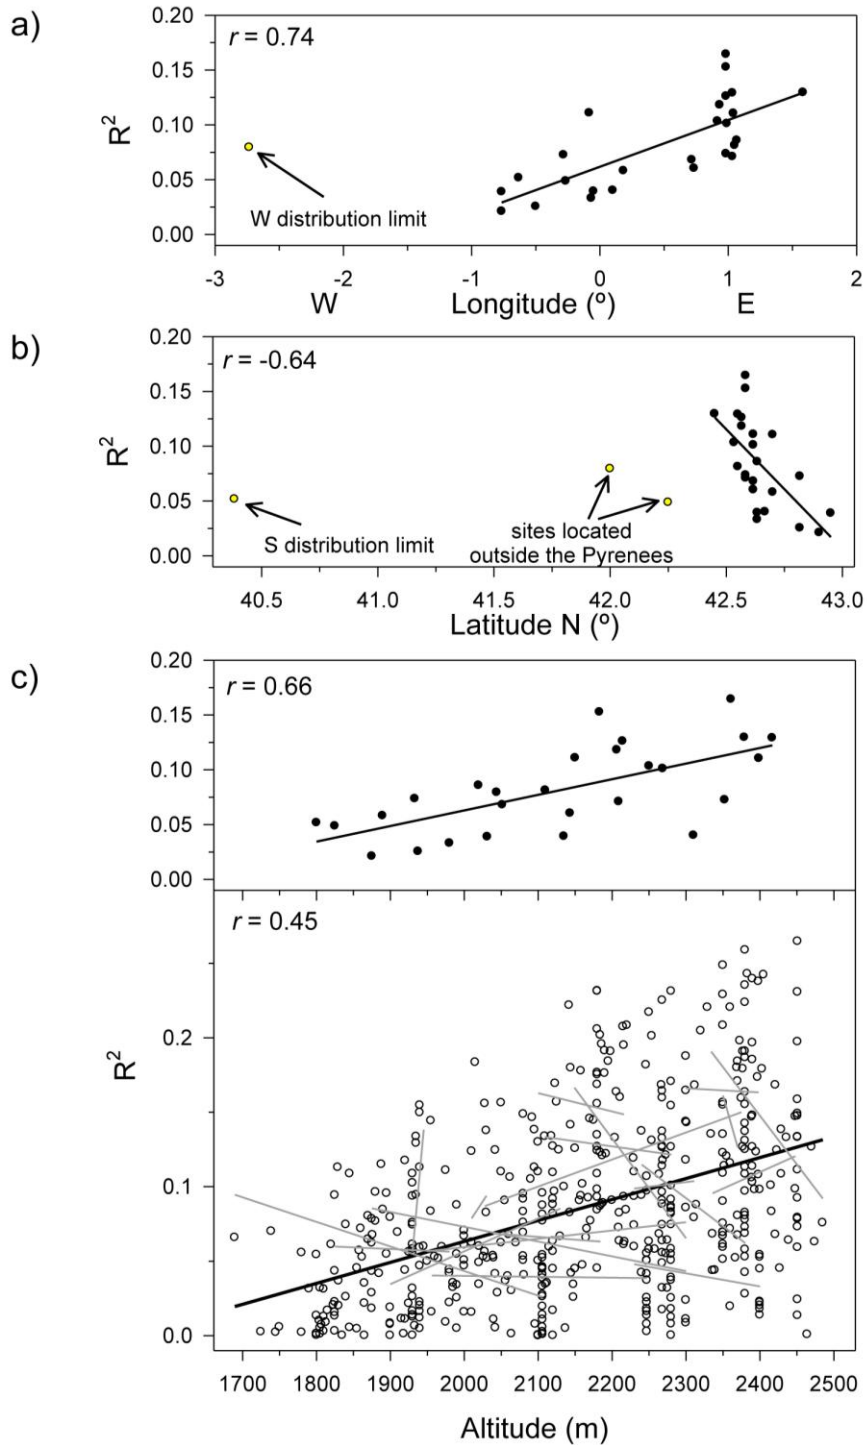 a)
r = 0.74
0.20
0.15
0.10
0.05
0.00
R²
W distribution limit
-3 -2 -1 0 1 2
W Longitude (º) E
b)
r = -0.64
0.20
0.15
0.10
0.05
0.00
R²
S distribution limit
sites located
outside the Pyrenees
40.5 41.0 41.5 42.0 42.5 43.0
Latitude N (º)
c)
r = 0.66
0.20
0.15
0.10
0.05
0.00
r = 0.45
0.2
0.1
0.0
R²
1700 1800 1900 2000 2100 2200 2300 2400 2500
Altitude (m)